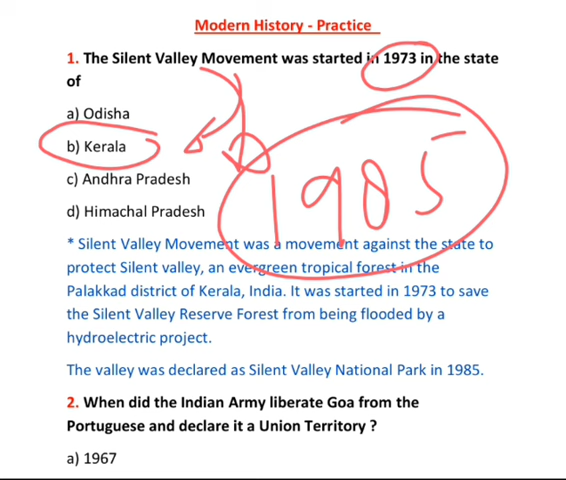 Modern History - Practice
1. The Silent Valley Movement was started in 1973 in the state
of
a) Odisha
b) Kerala
c) Andhra Pradesh
d) Himachal Pradesh
1985
* Silent Valley Movement was a movement against the state to
protect Silent valley, an evergreen tropical forest in the
Palakkad district of Kerala, India. It was started in 1973 to save
the Silent Valley Reserve Forest from being flooded by a
hydroelectric project.
The valley was declared as Silent Valley National Park in 1985.
2. When did the Indian Army liberate Goa from the
Portuguese and declare it a Union Territory ?
a) 1967